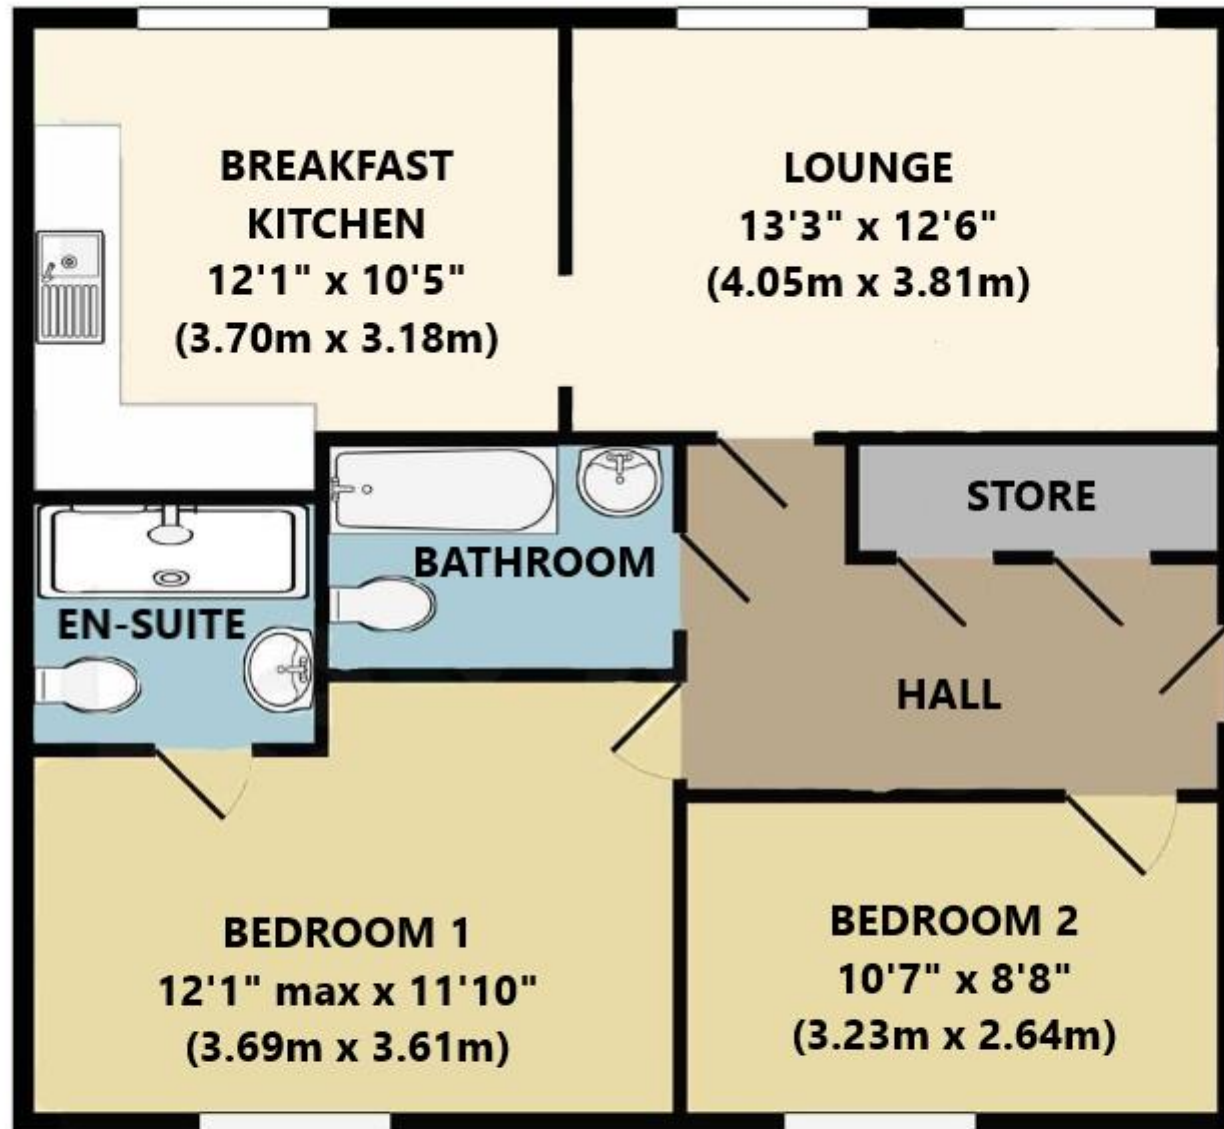 BREAKFAST
KITCHEN
12'1" x 10'5"
(3.70m x 3.18m)
LOUNGE
13'3" x 12'6"
(4.05m x 3.81m)
STORE
BATHROOM
EN-SUITE
HALL
BEDROOM 1
12'1" max x 11'10"
(3.69m x 3.61m)
BEDROOM 2
10'7" x 8'8"
(3.23m x 2.64m)